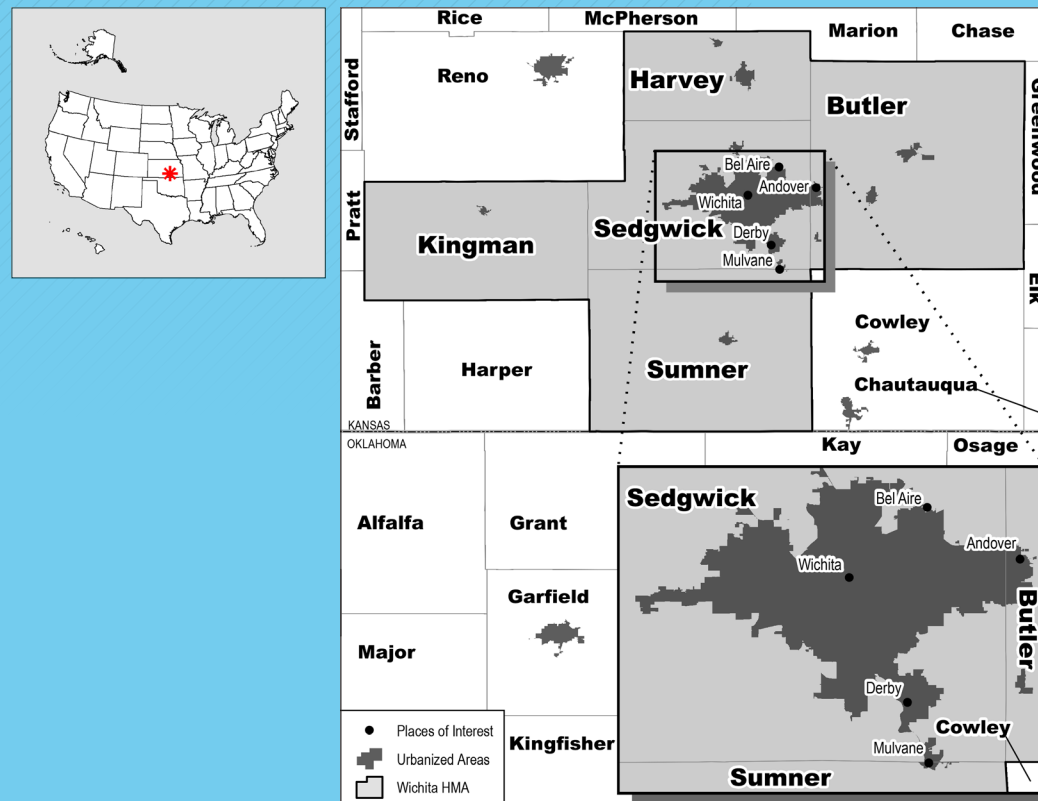 Rice
McPherson
Marion
Chase
Stafford
Reno
Harvey
Butler
Greenwood
Bel Aire
Andover
Wichita
Pratt
Kingman
Sedgwick
Derby
Mulvane
Elk
Cowley
Barber
Harper
Sumner
Chautauqua
KANSAS
OKLAHOMA
Kay
Osage
Sedgwick
Bel Aire
Alfalfa
Grant
Andover
Wichita
Garfield
Butler
Major
Derby
Cowley
Places of Interest
Kingfisher
Mulvane
Urbanized Areas
Sumner
Wichita HMA